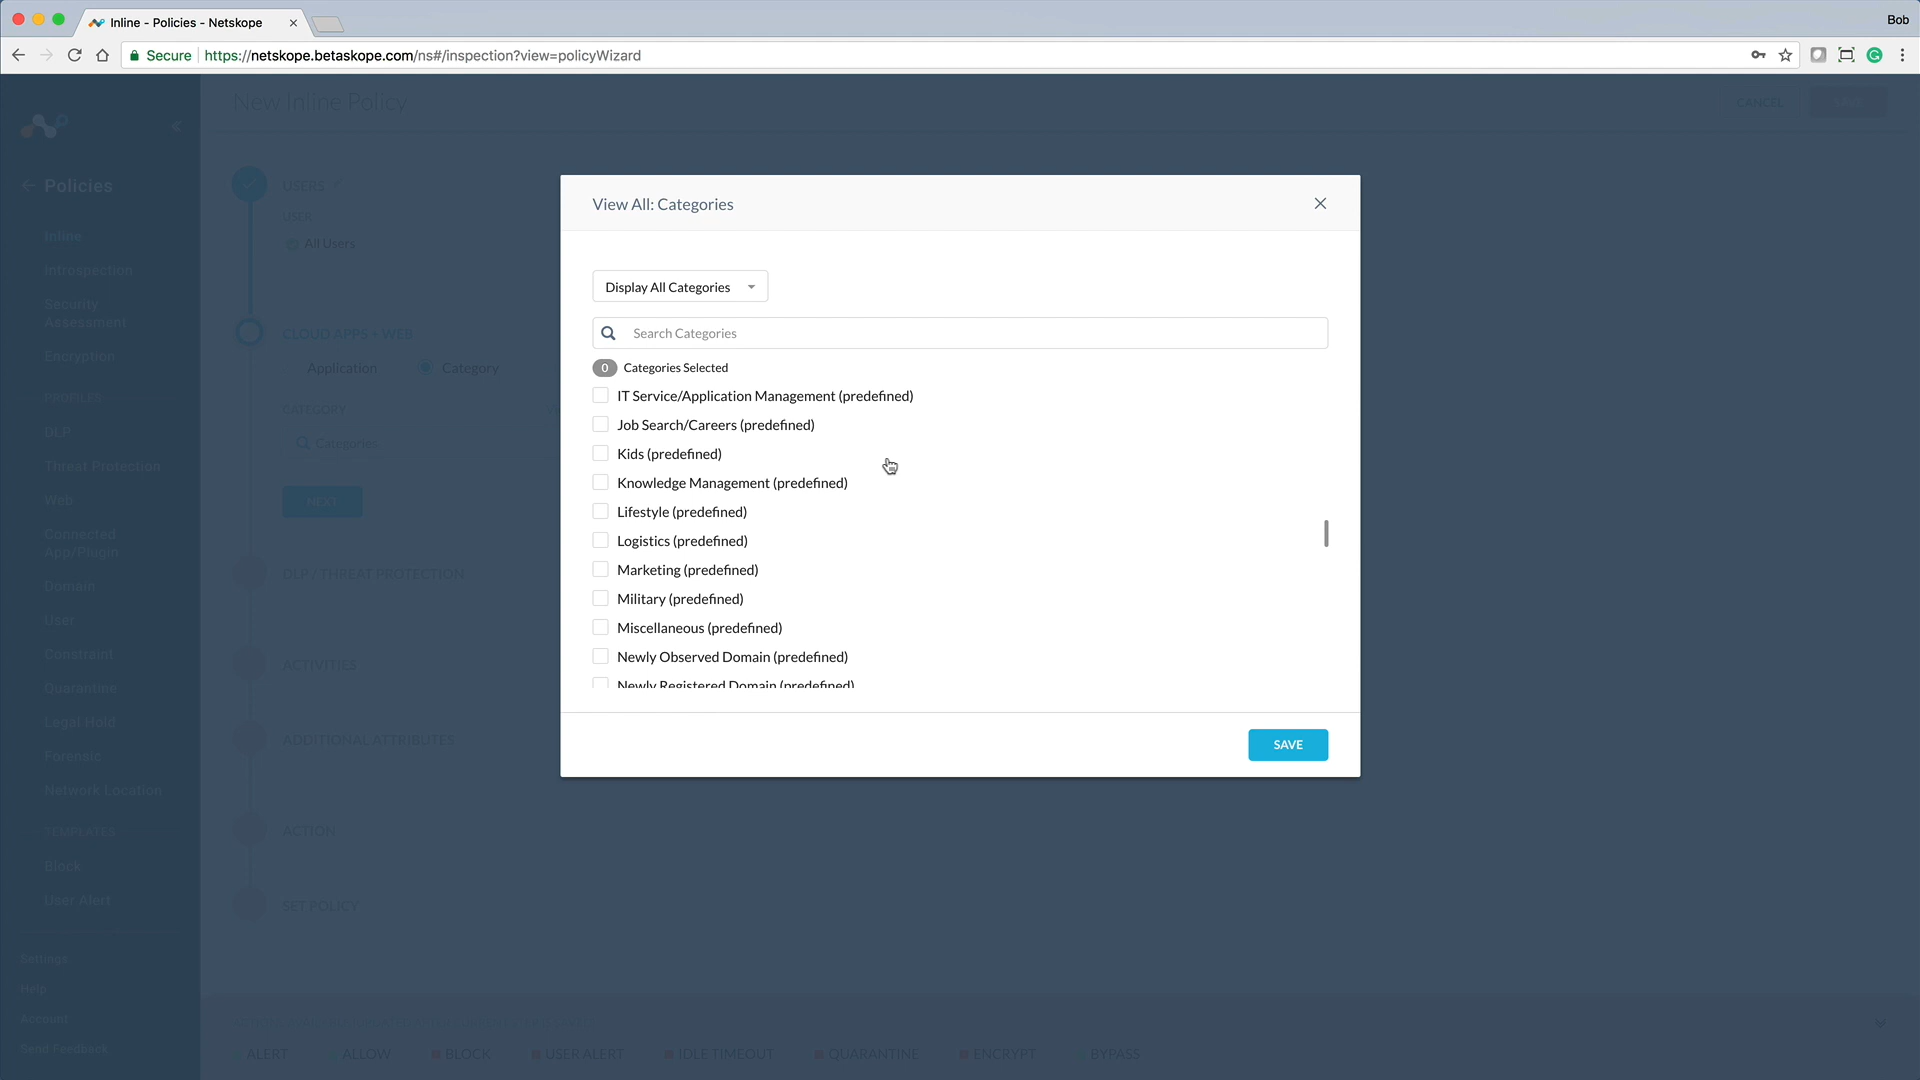 Inline - Policies - Netskope
Bob
Secure
https://netskope.betaskope.com/ns#/inspection?view=policyWizard
New Inline Policy
CANCEL
SAVE
Policies
Inline
Introspection
Security
Assessment
Encryption
PROFILES
DLP
Threat Protection
Web
Connected
App/Plugin
Domain
User
Constraint
Quarantine
Legal Hold
Forensic
Network Location
TEMPLATES
Block
User Alert
Settings
Help
Account
Send Feedback
USERS
USER
All Users
CLOUD APPS + WEB
Application
Category
CATEGORY
Categories
NEXT
DLP / THREAT PROTECTION
ACTIVITIES
ADDITIONAL ATTRIBUTES
ACTION
SET POLICY
View All: Categories
Display All Categories
Search Categories
0 Categories Selected
IT Service/Application Management (predefined)
Job Search/Careers (predefined)
Kids (predefined)
Knowledge Management (predefined)
Lifestyle (predefined)
Logistics (predefined)
Marketing (predefined)
Military (predefined)
Miscellaneous (predefined)
Newly Observed Domain (predefined)
Newly Registered Domain (predefined)
SAVE
ALERT ALLOW BLOCK USER ALERT IDLE TIMEOUT QUARANTINE ENCRYPT BYPASS